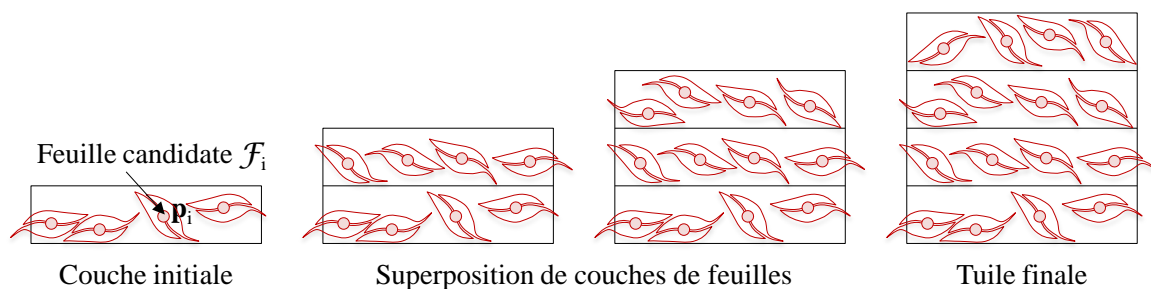 Feuille candidate 𝓕i
pi
Couche initiale
Superposition de couches de feuilles
Tuile finale